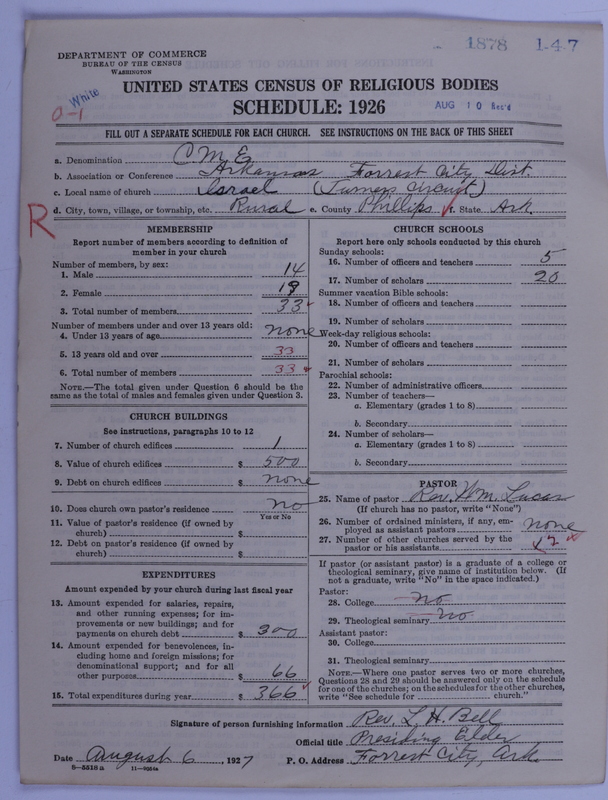 1878 147
DEPARTMENT OF COMMERCE
BUREAU OF THE CENSUS
WASHINGTON
White
a-1
UNITED STATES CENSUS OF RELIGIOUS BODIES
SCHEDULE: 1926
AUG 10 Rec'd
FILL OUT A SEPARATE SCHEDULE FOR EACH CHURCH. SEE INSTRUCTIONS ON THE BACK OF THIS SHEET
a. Denomination C M E
b. Association or Conference Arkansas Forrest City Dist.
c. Local name of church Israel (Turners Circuit)
d. City, town, village, or township, etc. Rural e. County Phillips f. State Ark.
R
MEMBERSHIP
Report number of members according to definition of member in your church
Number of members, by sex:
1. Male 14
2. Female 19
3. Total number of members 33
Number of members under and over 13 years old:
4. Under 13 years of age none
5. 13 years old and over 33
6. Total number of members 33
NOTE.—The total given under Question 6 should be the same as the total of males and females given under Question 3.
CHURCH BUILDINGS
See instructions, paragraphs 10 to 12
7. Number of church edifices 1
8. Value of church edifices $ 500
9. Debt on church edifices $ none
10. Does church own pastor's residence no
Yes or No
11. Value of pastor's residence (if owned by church) $
12. Debt on pastor's residence (if owned by church) $
EXPENDITURES
Amount expended by your church during last fiscal year
13. Amount expended for salaries, repairs, and other running expenses; for improvements or new buildings; and for payments on church debt $ 300
14. Amount expended for benevolences, including home and foreign missions; for denominational support; and for all other purposes $ 66
15. Total expenditures during year $ 366
CHURCH SCHOOLS
Report here only schools conducted by this church
Sunday schools:
16. Number of officers and teachers 5
17. Number of scholars 20
Summer vacation Bible schools:
18. Number of officers and teachers
19. Number of scholars
Week-day religious schools:
20. Number of officers and teachers
21. Number of scholars
Parochial schools:
22. Number of administrative officers
23. Number of teachers—
a. Elementary (grades 1 to 8)
b. Secondary
24. Number of scholars—
a. Elementary (grades 1 to 8)
b. Secondary
PASTOR
25. Name of pastor Rev. W.M. Lucas
(If church has no pastor, write "None")
26. Number of ordained ministers, if any, employed as assistant pastors none
27. Number of other churches served by the pastor or his assistants 2
If pastor (or assistant pastor) is a graduate of a college or theological seminary, give name of institution below. (If not a graduate, write "No" in the space indicated.)
Pastor:
28. College no
29. Theological seminary no
Assistant pastor:
30. College
31. Theological seminary
NOTE.—Where one pastor serves two or more churches, Questions 28 and 29 should be answered only on the schedule for one of the churches; on the schedules for the other churches, write "See schedule for church."
Signature of person furnishing information Rev. L. H. Bell
Official title Presiding Elder
Date August 6, 1927 P. O. Address Forrest City, Ark.
8-5518 a